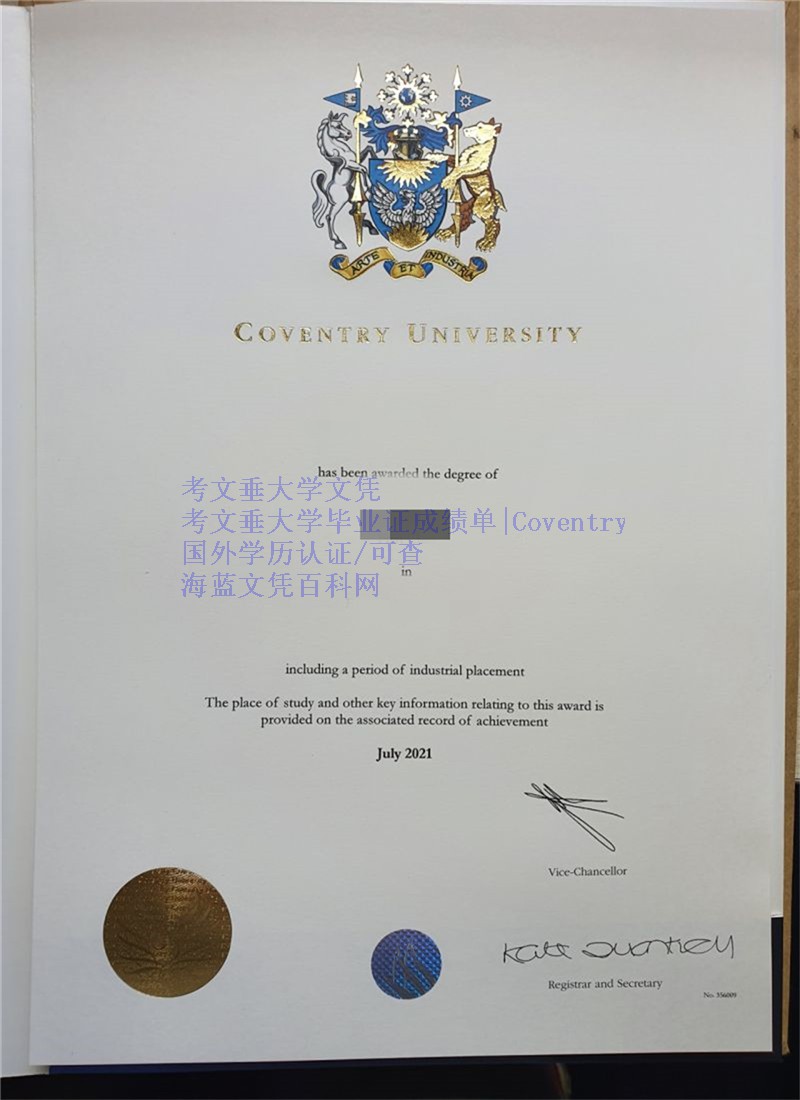 ARTE ET INDUSTRIA
COVENTRY UNIVERSITY
has been awarded the degree of
考文垂大学文凭
考文垂大学毕业证成绩单|Coventry
国外学历认证/可查
in
海蓝文凭百科网
including a period of industrial placement
The place of study and other key information relating to this award is
provided on the associated record of achievement
July 2021
Vice-Chancellor
Registrar and Secretary
No. 356009